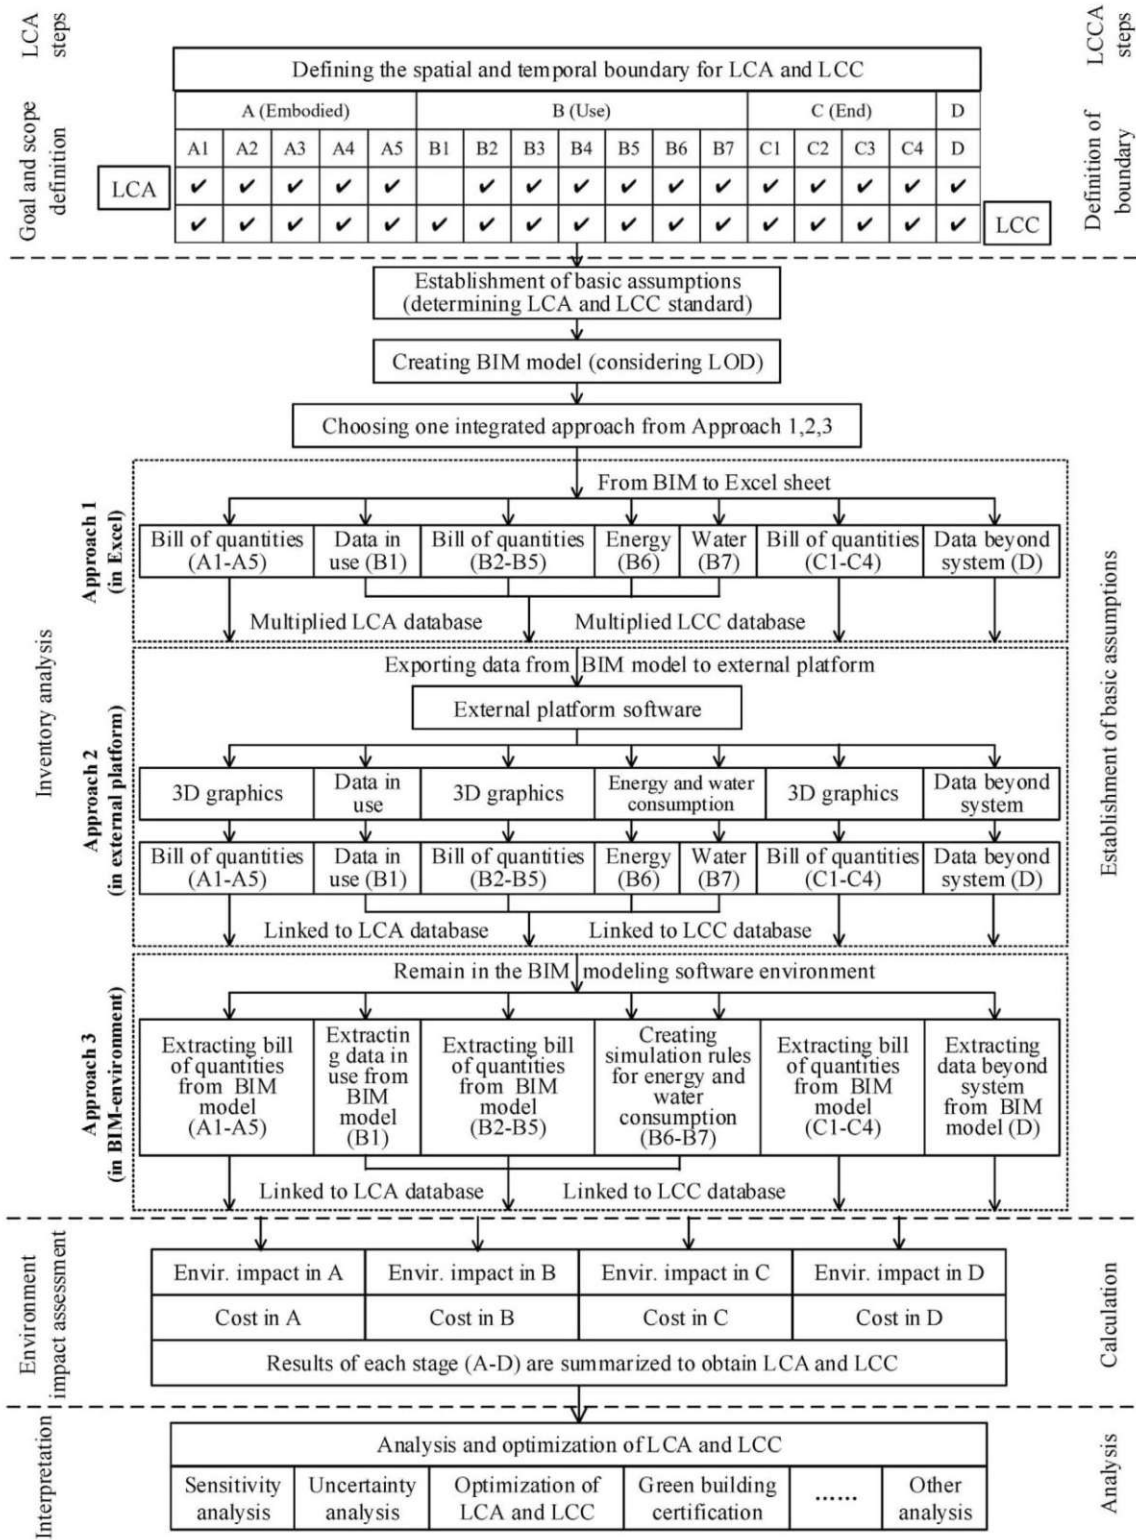 LCA
steps
LCCA
steps
Defining the spatial and temporal boundary for LCA and LCC
Goal and scope
definition
Definition of
boundary
A (Embodied) B (Use) C (End) D
A1 A2 A3 A4 A5 B1 B2 B3 B4 B5 B6 B7 C1 C2 C3 C4 D
LCA ✔ ✔ ✔ ✔ ✔ ✔ ✔ ✔ ✔ ✔ ✔ ✔ ✔ ✔ ✔ ✔
✔ ✔ ✔ ✔ ✔ ✔ ✔ ✔ ✔ ✔ ✔ ✔ ✔ ✔ ✔ ✔ ✔ LCC
Establishment of basic assumptions
(determining LCA and LCC standard)
Creating BIM model (considering LOD)
Choosing one integrated approach from Approach 1,2,3
Inventory analysis
Establishment of basic assumptions
Approach 1
(in Excel)
From BIM to Excel sheet
Bill of quantities
(A1-A5)
Data in
use (B1)
Bill of quantities
(B2-B5)
Energy
(B6)
Water
(B7)
Bill of quantities
(C1-C4)
Data beyond
system (D)
Multiplied LCA database
Multiplied LCC database
Approach 2
(in external platform)
Exporting data from BIM model to external platform
External platform software
3D graphics
Data in
use
3D graphics
Energy and water
consumption
3D graphics
Data beyond
system
Bill of quantities
(A1-A5)
Data in
use (B1)
Bill of quantities
(B2-B5)
Energy
(B6)
Water
(B7)
Bill of quantities
(C1-C4)
Data beyond
system (D)
Linked to LCA database
Linked to LCC database
Approach 3
(in BIM-environment)
Remain in the BIM modeling software environment
Extracting bill
of quantities
from BIM
model
(A1-A5)
Extractin
g data in
use from
BIM
model
(B1)
Extracting bill
of quantities
from BIM
model
(B2-B5)
Creating
simulation rules
for energy and
water
consumption
(B6-B7)
Extracting bill
of quantities
from BIM
model
(C1-C4)
Extracting
data beyond
system
from BIM
model (D)
Linked to LCA database
Linked to LCC database
Environment
impact assessment
Calculation
Envir. impact in A Envir. impact in B Envir. impact in C Envir. impact in D
Cost in A Cost in B Cost in C Cost in D
Results of each stage (A-D) are summarized to obtain LCA and LCC
Interpretation
Analysis
Analysis and optimization of LCA and LCC
Sensitivity
analysis
Uncertainty
analysis
Optimization of
LCA and LCC
Green building
certification
......
Other
analysis